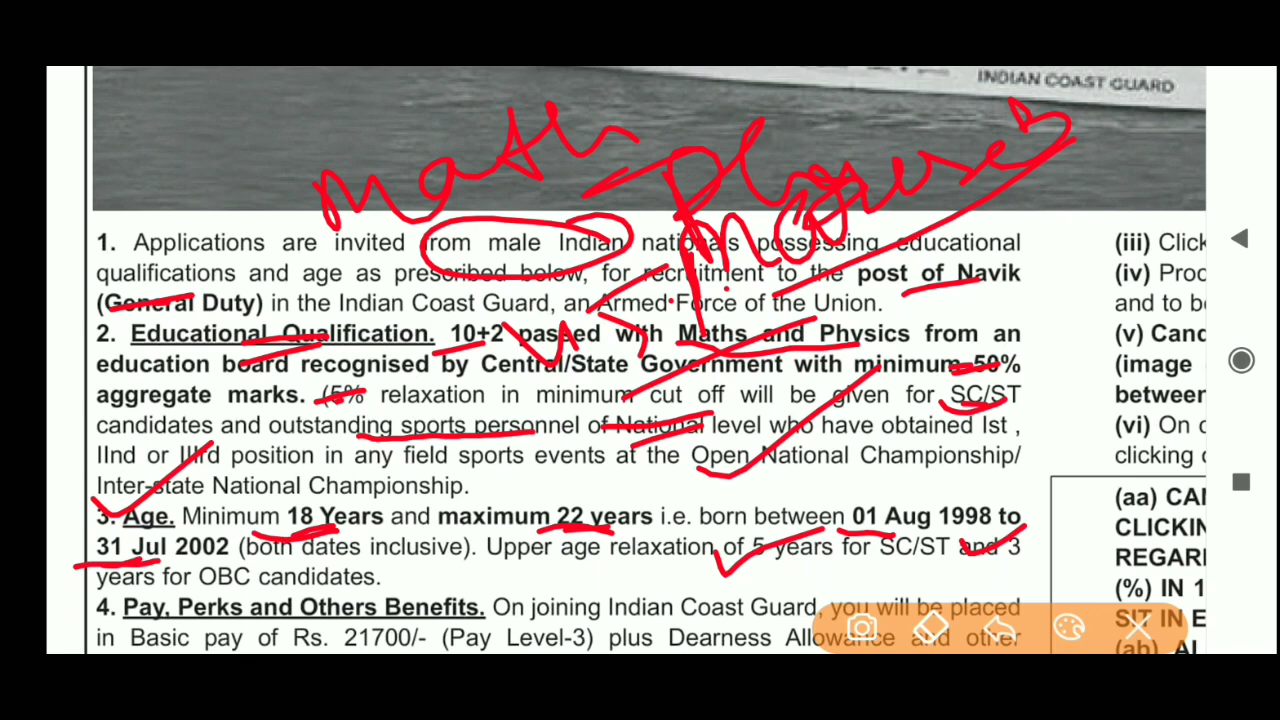 INDIAN COAST GUARD
math
Phy
1. Applications are invited from male Indian nationals possessing educational
qualifications and age as prescribed below, for recruitment to the post of Navik
(General Duty) in the Indian Coast Guard, an Armed Force of the Union.
2. Educational Qualification. 10+2 passed with Maths and Physics from an
education board recognised by Central/State Government with minimum 50%
aggregate marks. (5% relaxation in minimum cut off will be given for SC/ST
candidates and outstanding sports personnel of National level who have obtained Ist ,
IInd or IIIrd position in any field sports events at the Open National Championship/
Inter-state National Championship.
3. Age. Minimum 18 Years and maximum 22 years i.e. born between 01 Aug 1998 to
31 Jul 2002 (both dates inclusive). Upper age relaxation of 5 years for SC/ST and 3
years for OBC candidates.
4. Pay, Perks and Others Benefits. On joining Indian Coast Guard, you will be placed
in Basic pay of Rs. 21700/- (Pay Level-3) plus Dearness Allowance and other
(iii) Click
(iv) Proc
and to be
(v) Cand
(image
between
(vi) On c
clicking
(aa) CAN
CLICKIN
REGARD
(%) IN 1
SIT IN E
(ab) Al